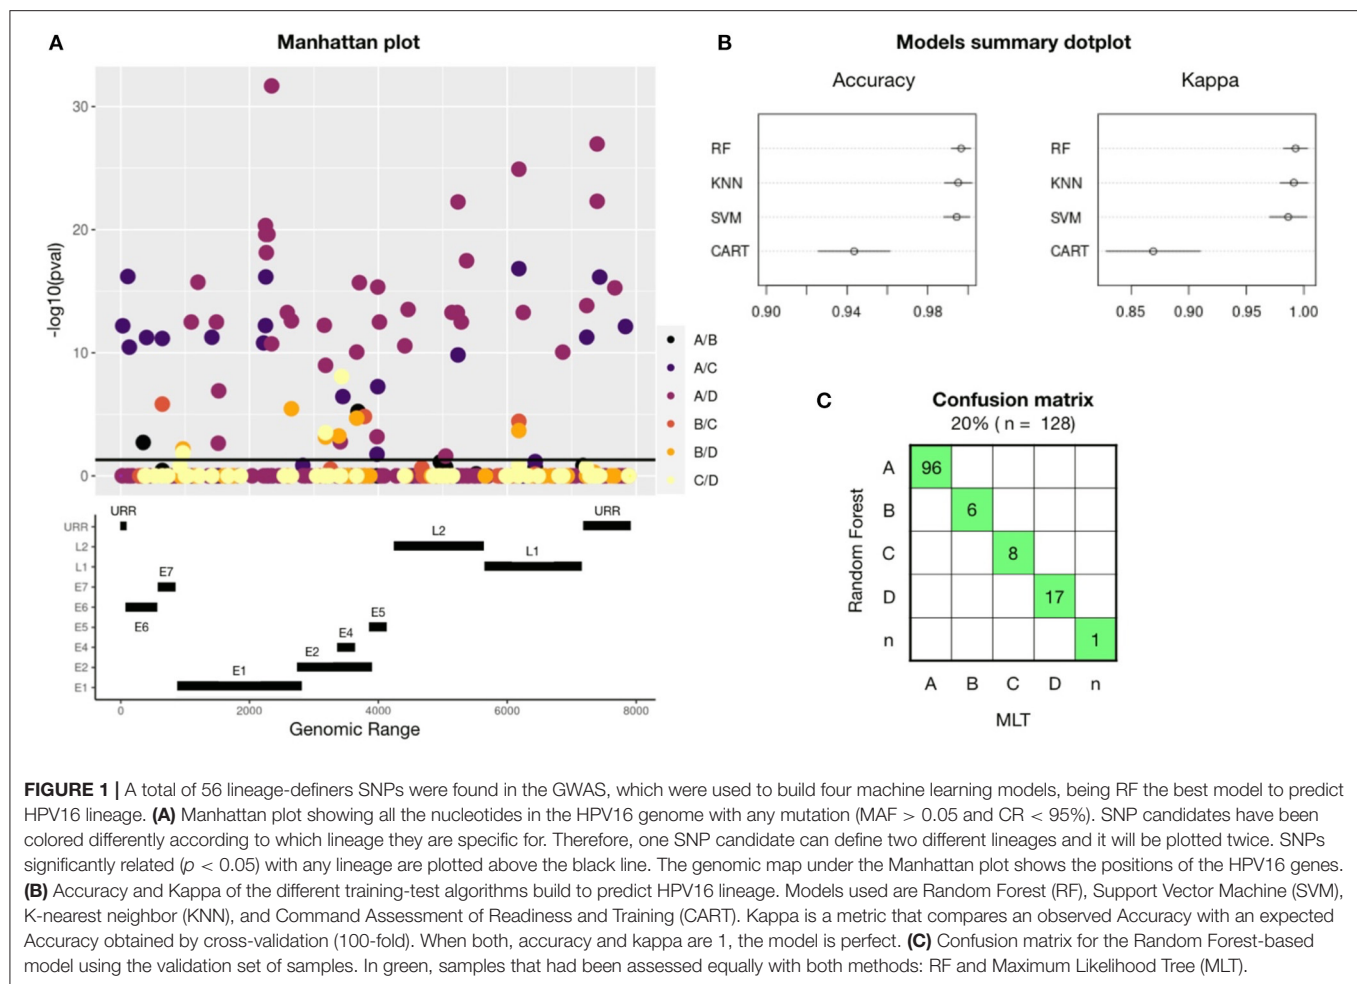 A
Manhattan plot
-log10(pval)
30
20
10
0
A/B
A/C
A/D
B/C
B/D
C/D
URR
L2
L1
E7
E6
E5
E4
E2
E1
URR
E7
E6
E1
E2
E4
E5
L2
L1
URR
0 2000 4000 6000 8000
Genomic Range
B
Models summary dotplot
Accuracy
RF
KNN
SVM
CART
0.90 0.94 0.98
Kappa
RF
KNN
SVM
CART
0.85 0.90 0.95 1.00
C
Confusion matrix
20% ( n = 128)
Random Forest
A 96
B 6
C 8
D 17
n 1
A B C D n
MLT
FIGURE 1 | A total of 56 lineage-definers SNPs were found in the GWAS, which were used to build four machine learning models, being RF the best model to predict
HPV16 lineage. (A) Manhattan plot showing all the nucleotides in the HPV16 genome with any mutation (MAF > 0.05 and CR < 95%). SNP candidates have been
colored differently according to which lineage they are specific for. Therefore, one SNP candidate can define two different lineages and it will be plotted twice. SNPs
significantly related (p < 0.05) with any lineage are plotted above the black line. The genomic map under the Manhattan plot shows the positions of the HPV16 genes.
(B) Accuracy and Kappa of the different training-test algorithms build to predict HPV16 lineage. Models used are Random Forest (RF), Support Vector Machine (SVM),
K-nearest neighbor (KNN), and Command Assessment of Readiness and Training (CART). Kappa is a metric that compares an observed Accuracy with an expected
Accuracy obtained by cross-validation (100-fold). When both, accuracy and kappa are 1, the model is perfect. (C) Confusion matrix for the Random Forest-based
model using the validation set of samples. In green, samples that had been assessed equally with both methods: RF and Maximum Likelihood Tree (MLT).